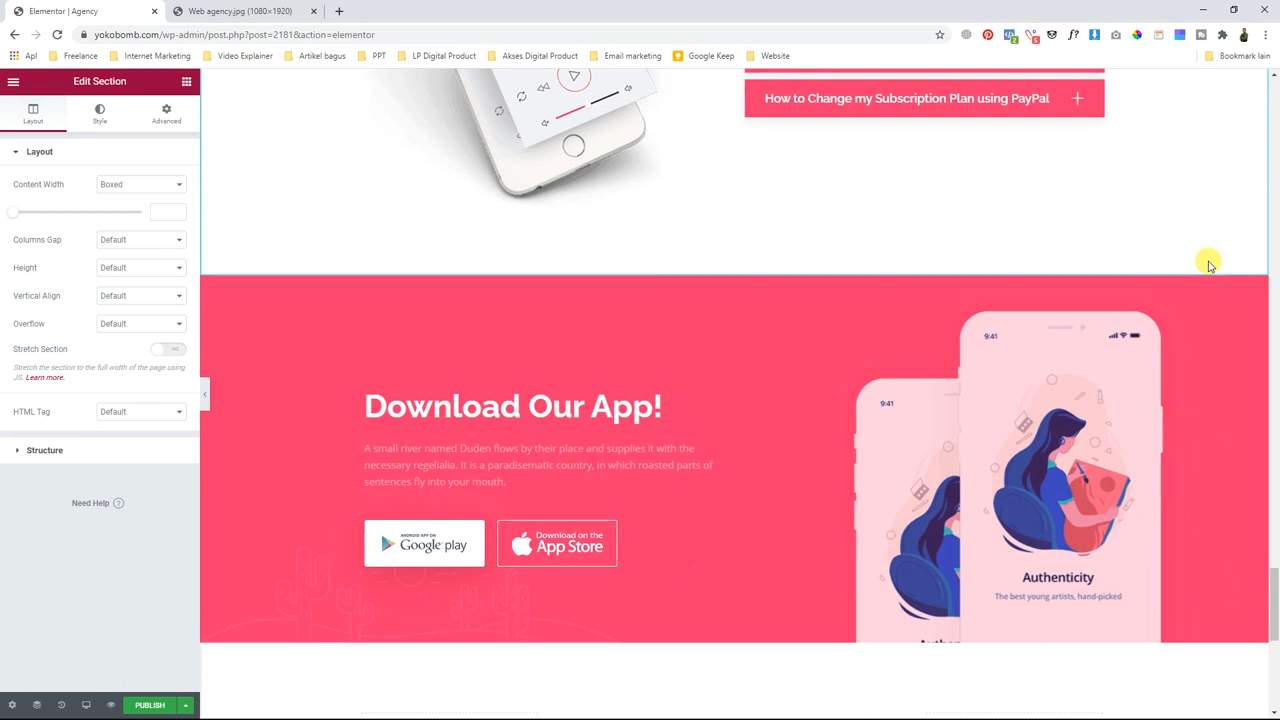 Elementor | Agency
Web agency.jpg (1080×1920)
yokobomb.com/wp-admin/post.php?post=2181&action=elementor
Apl
Freelancer
Internet Marketing
Video Explainer
Artikel bagus
PPT
LP Digital Product
Akses Digital Product
Email marketing
Google Keep
Website
Bookmark lain
Edit Section
Layout
Style
Advanced
Layout
Content Width
Boxed
Columns Gap
Default
Height
Default
Vertical Align
Default
Overflow
Default
Stretch Section
NO
Stretch the section to the full width of the page using
JS. Learn more.
HTML Tag
Default
Structure
Need Help
PUBLISH
How to Change my Subscription Plan using PayPal
Download Our App!
A small river named Duden flows by their place and supplies it with the
necessary regelialia. It is a paradisematic country, in which roasted parts of
sentences fly into your mouth.
ANDROID APP ON
Google play
Download on the
App Store
9:41
9:41
Authenticity
The best young artists, hand-picked